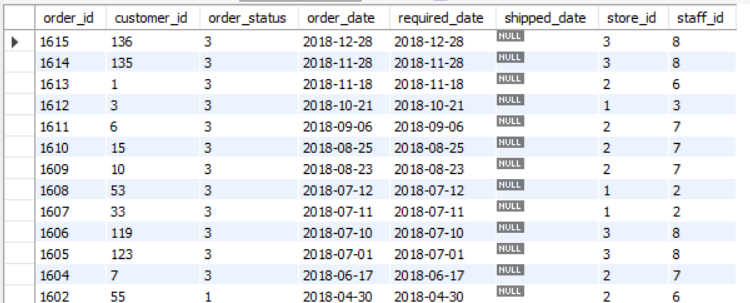 order_id customer_id order_status order_date required_date shipped_date store_id staff_id
1615 136 3 2018-12-28 2018-12-28 NULL 3 8
1614 135 3 2018-11-28 2018-11-28 NULL 3 8
1613 1 3 2018-11-18 2018-11-18 NULL 2 6
1612 3 3 2018-10-21 2018-10-21 NULL 1 3
1611 6 3 2018-09-06 2018-09-06 NULL 2 7
1610 15 3 2018-08-25 2018-08-25 NULL 2 7
1609 10 3 2018-08-23 2018-08-23 NULL 2 7
1608 53 3 2018-07-12 2018-07-12 NULL 1 2
1607 33 3 2018-07-11 2018-07-11 NULL 1 2
1606 119 3 2018-07-10 2018-07-10 NULL 3 8
1605 123 3 2018-07-01 2018-07-01 NULL 3 8
1604 7 3 2018-06-17 2018-06-17 NULL 2 7
1602 55 1 2018-04-30 2018-04-30 NULL 2 6